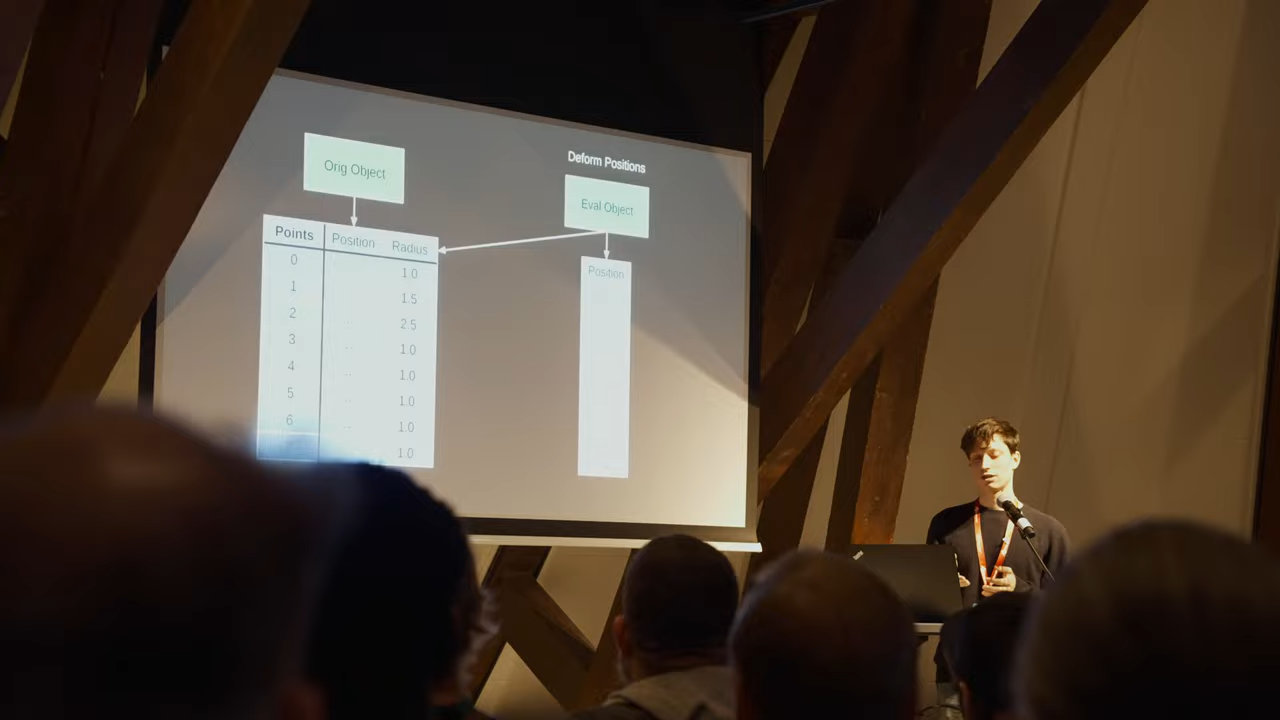 Deform Positions
Orig Object
Eval Object
Points Position Radius
Position
0 1.0
1 1.5
2 2.5
3 1.0
4 1.0
5 1.0
6 1.0
1.0